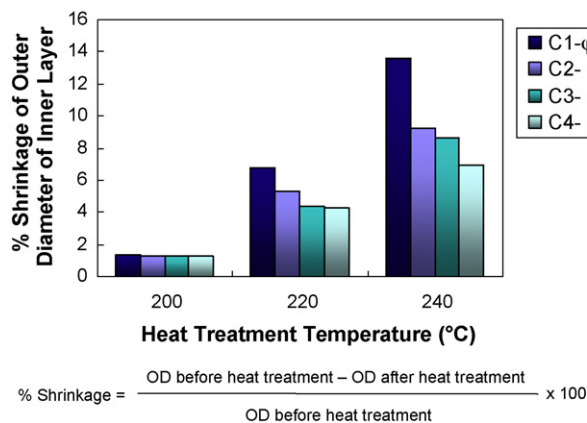 16
14
12
10
8
6
4
2
0
% Shrinkage of Outer
Diameter of Inner Layer
200 220 240
Heat Treatment Temperature (°C)
C1-φ
C2-
C3-
C4-
% Shrinkage = OD before heat treatment – OD after heat treatment x 100
OD before heat treatment